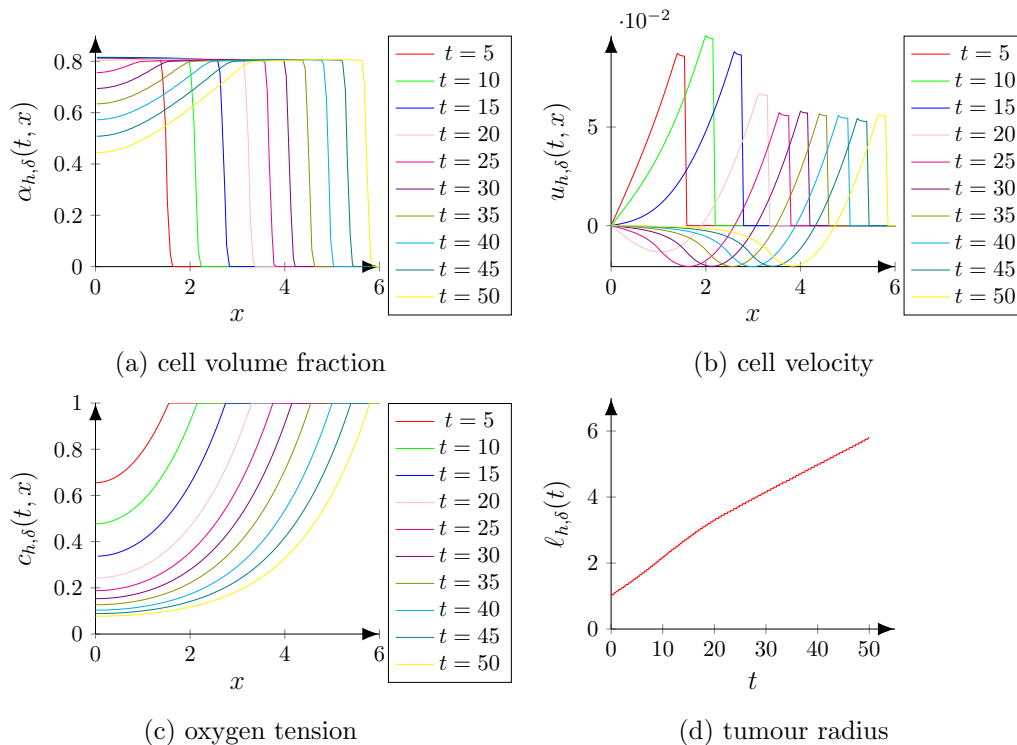 0 2 4 6
0
0.2
0.4
0.6
0.8
x
α_{h,δ}(t, x)
t = 5
t = 10
t = 15
t = 20
t = 25
t = 30
t = 35
t = 40
t = 45
t = 50
(a) cell volume fraction
·10⁻²
0 2 4 6
0
5
x
u_{h,δ}(t, x)
t = 5
t = 10
t = 15
t = 20
t = 25
t = 30
t = 35
t = 40
t = 45
t = 50
(b) cell velocity
0 2 4 6
0
0.2
0.4
0.6
0.8
1
x
c_{h,δ}(t, x)
t = 5
t = 10
t = 15
t = 20
t = 25
t = 30
t = 35
t = 40
t = 45
t = 50
(c) oxygen tension
0 10 20 30 40 50
0
2
4
6
t
ℓ_{h,δ}(t)
(d) tumour radius